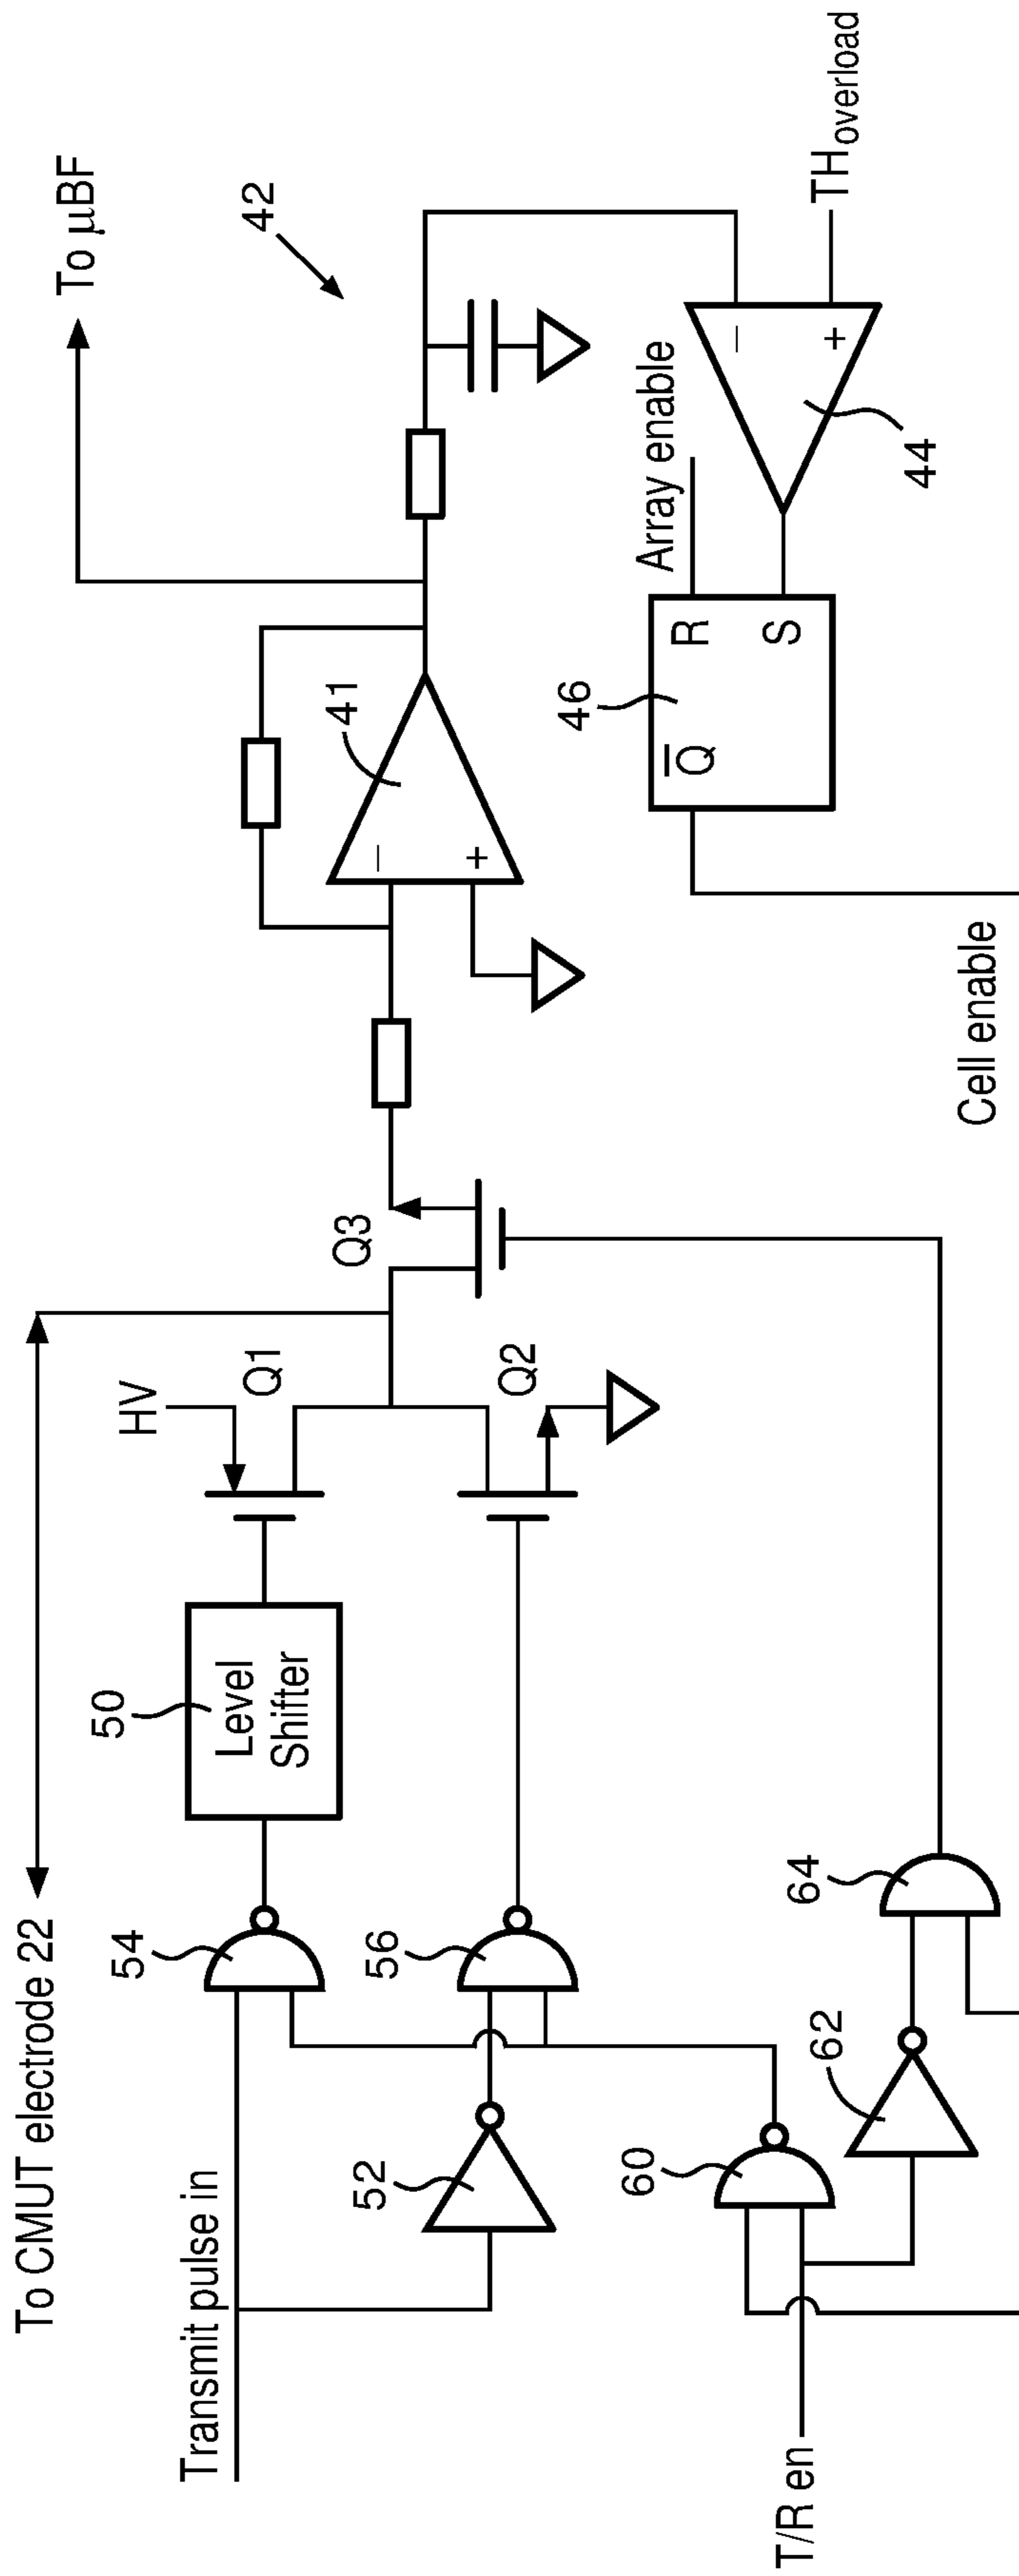 To CMUT electrode 22
To μBF
Transmit pulse in
54
50
Level
Shifter
HV
Q1
Q3
41
−
+
42
52
56
Q2
46
Q̅
R
S
Array enable
−
+
44
THoverload
60
62
64
T/R en
Cell enable